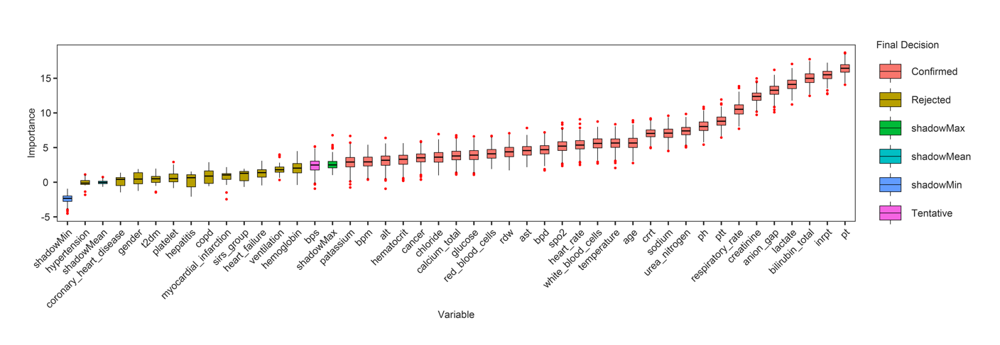 Final Decision
Confirmed
Rejected
shadowMax
shadowMean
shadowMin
Tentative
Importance
15
10
5
0
-5
shadowMin
hypertension
shadowMean
coronary_heart_disease
gender
t2dm
platelet
hepatitis
copd
myocardial_infarction
sirs_group
heart_failure
ventilation
hemoglobin
bps
shadowMax
patassium
bpm
alt
hematocrit
cancer
chloride
calcium_total
glucose
red_blood_cells
rdw
ast
bpd
spo2
heart_rate
white_blood_cells
temperature
age
crrt
sodium
urea_nitrogen
ph
ptt
respiratory_rate
creatinine
anion_gap
lactate
bilirubin_total
inrpt
pt
Variable